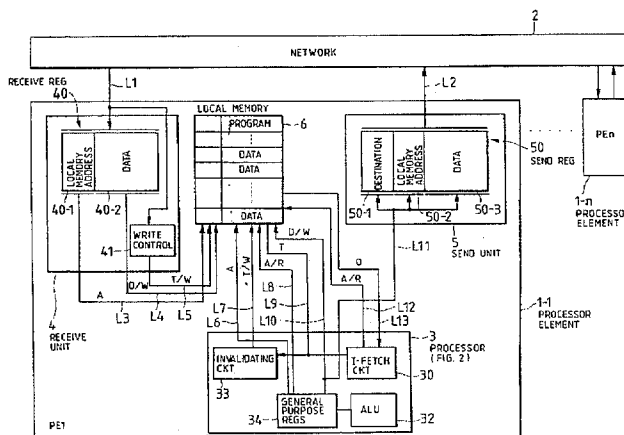 2
NETWORK
RECEIVE REG
40
L1
LOCAL MEMORY
6
L2
PROGRAM
DATA
DATA
DATA
LOCAL MEMORY ADDRESS
DATA
40-1
40-2
WRITE CONTROL
41
DESTINATION
LOCAL MEMORY ADDRESS
DATA
50
SEND REG
50-1
50-2
50-3
5
SEND UNIT
PEn
1-n
PROCESSOR ELEMENT
4
RECEIVE UNIT
D/W
T/W
A
L3
L4
L5
A
T/W
L6
L7
A/R
L8
T
L9
D/W
L10
A/R
D
L11
L12
L13
1-1
PROCESSOR ELEMENT
3
PROCESSOR (FIG. 2)
INVALIDATING CKT
33
I-FETCH CKT
30
GENERAL PURPOSE REGS
34
ALU
32
PE1